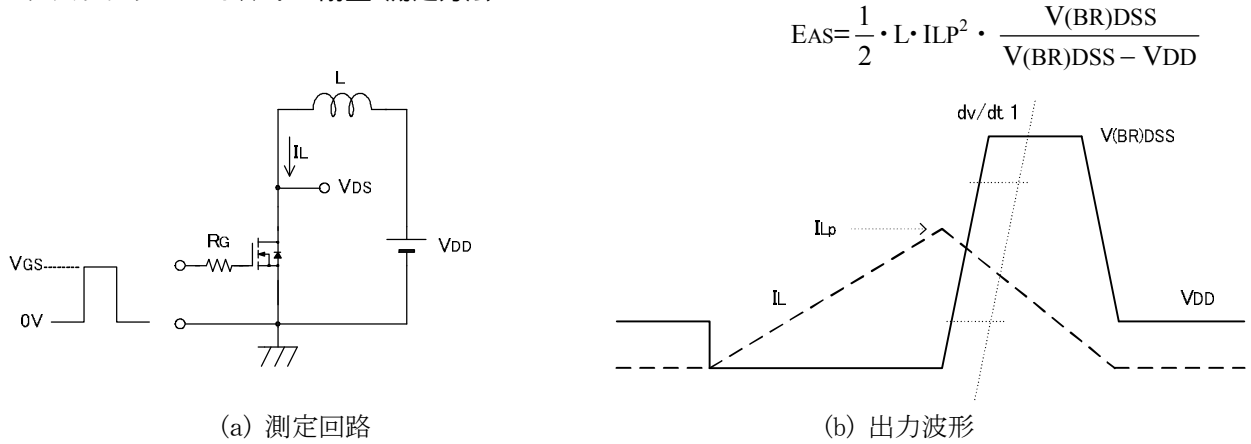 EAS= 1/2 · L · ILP² · V(BR)DSS / (V(BR)DSS – VDD)
L
IL
VDS
RG
VDD
VGS
0V
dv/dt 1
V(BR)DSS
ILp
IL
VDD
(a) 測定回路
(b) 出力波形